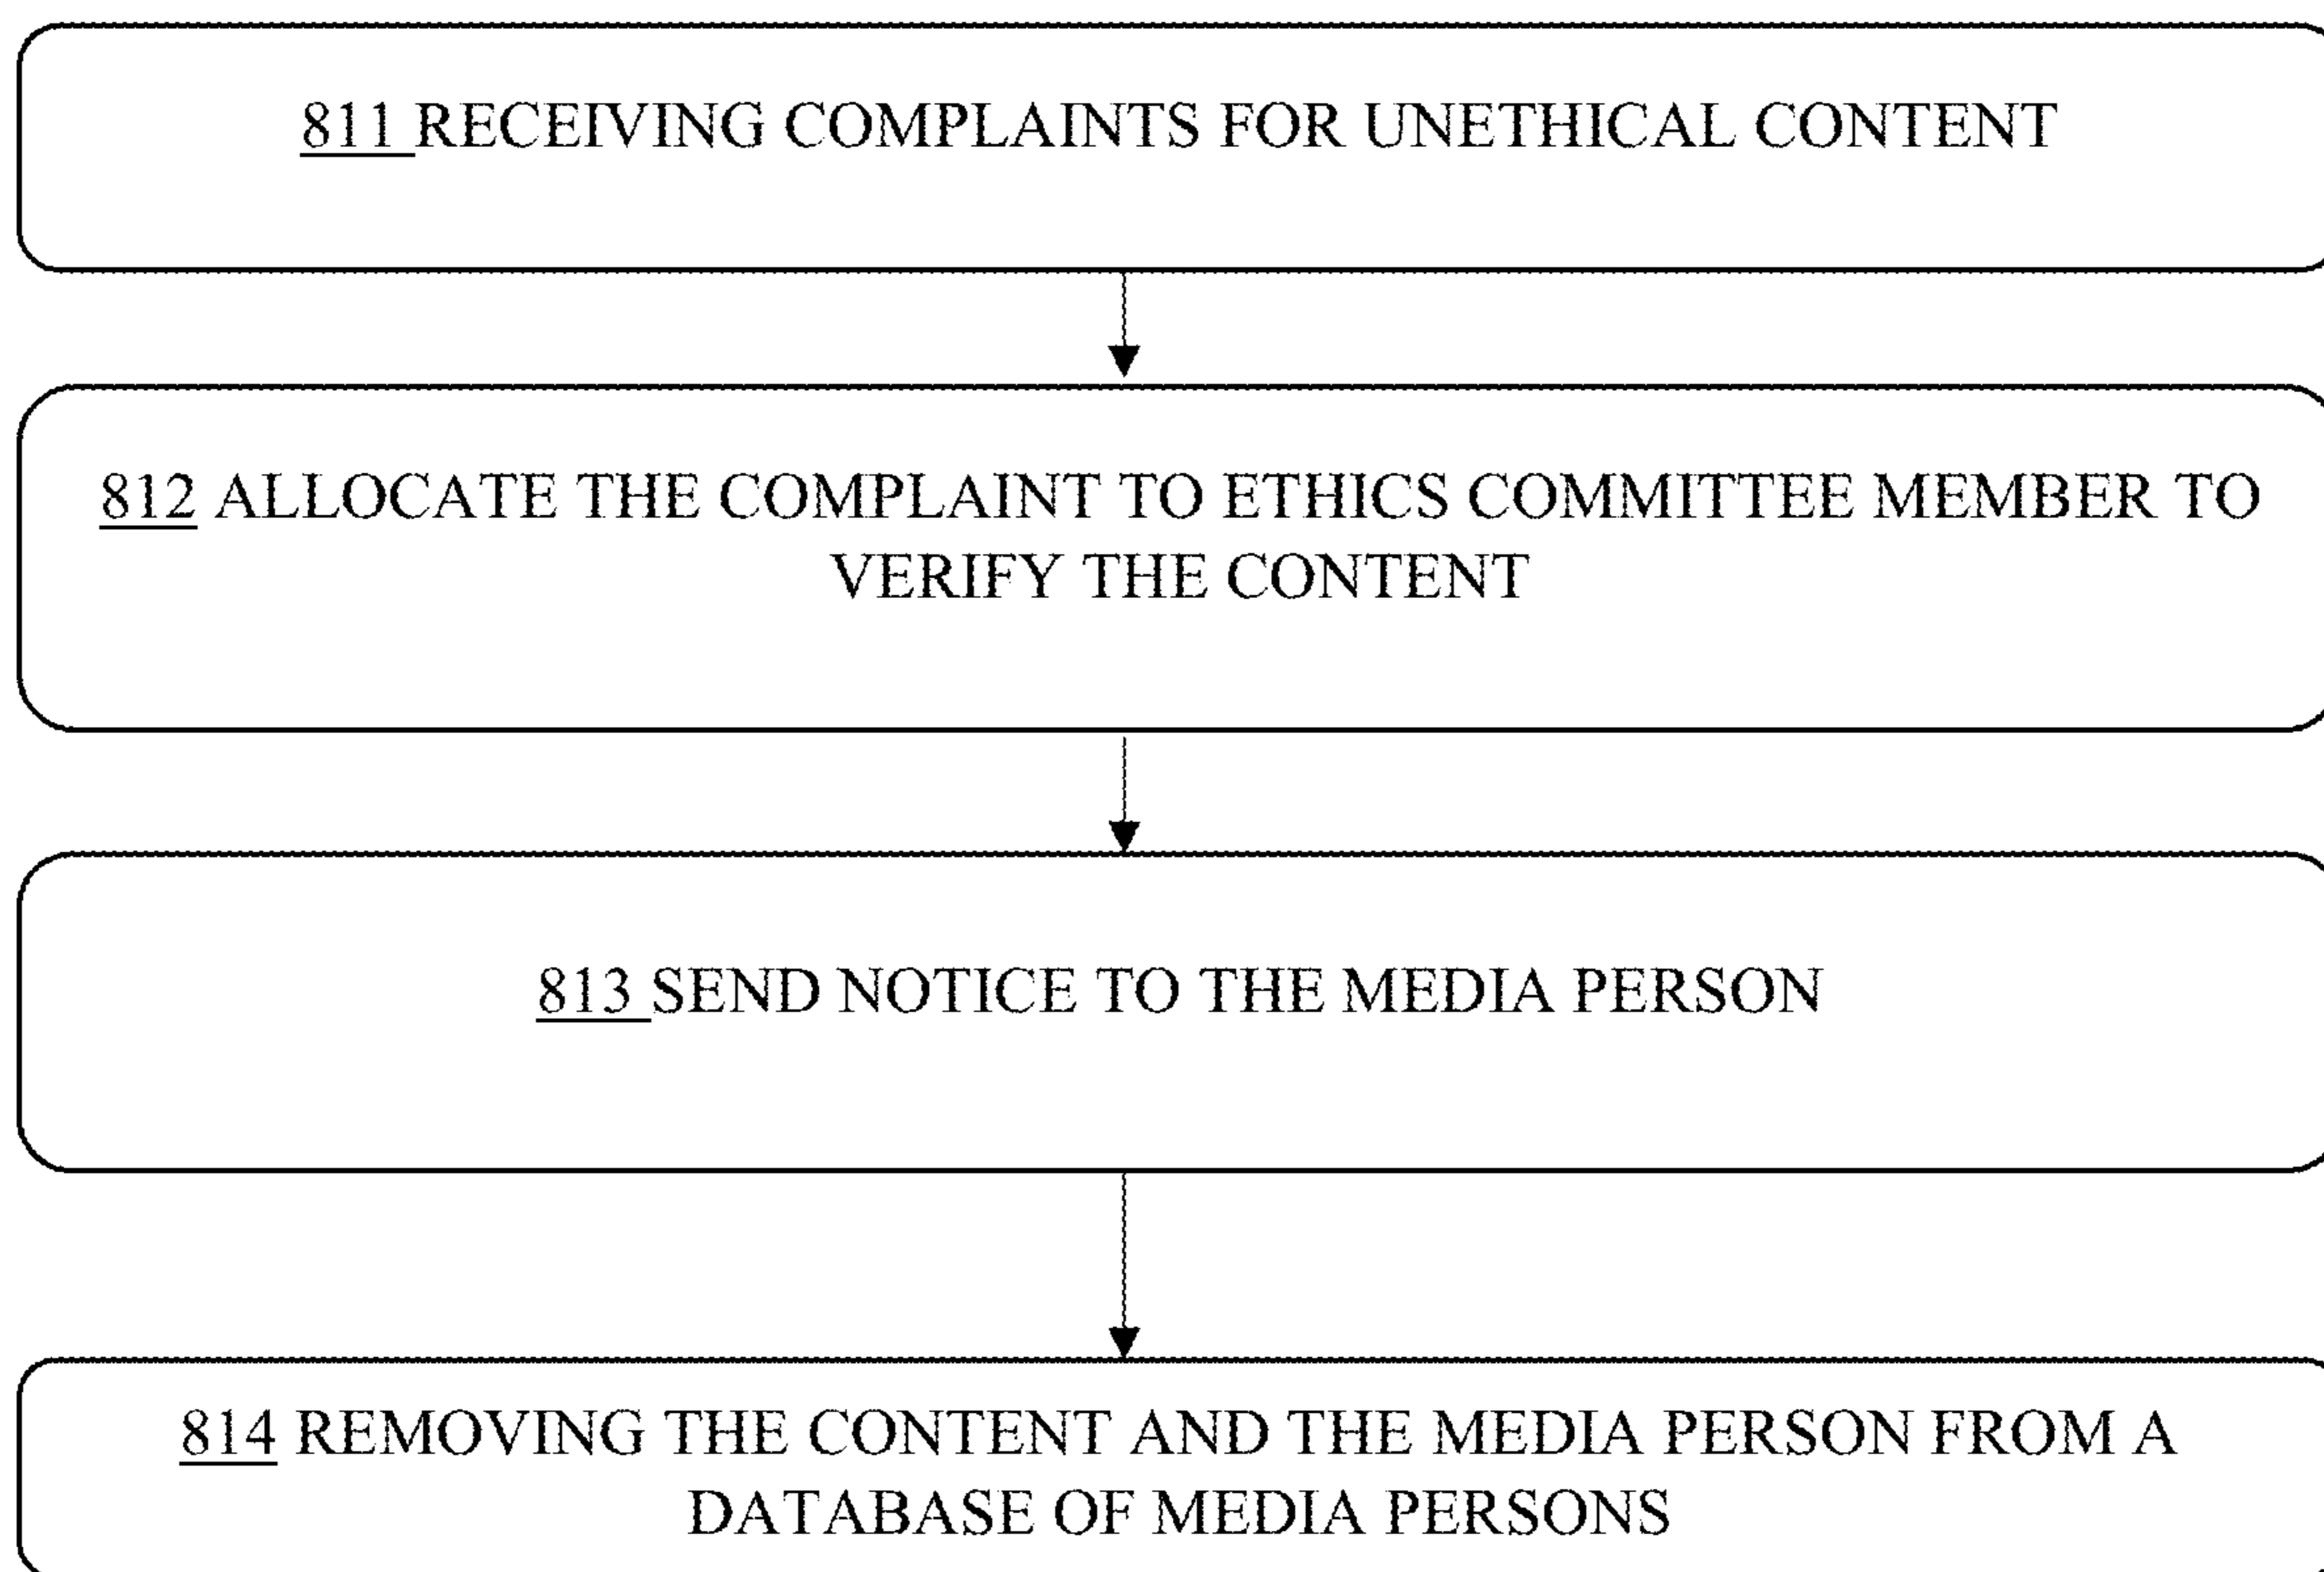 811 RECEIVING COMPLAINTS FOR UNETHICAL CONTENT
812 ALLOCATE THE COMPLAINT TO ETHICS COMMITTEE MEMBER TO
VERIFY THE CONTENT
813 SEND NOTICE TO THE MEDIA PERSON
814 REMOVING THE CONTENT AND THE MEDIA PERSON FROM A
DATABASE OF MEDIA PERSONS